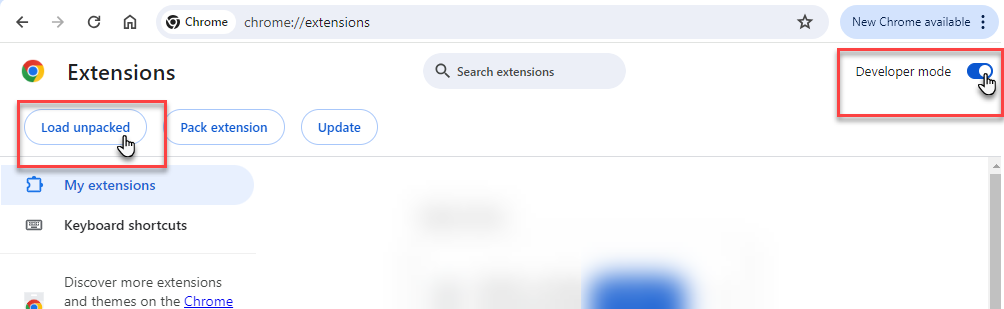 Chrome
chrome://extensions
New Chrome available
Extensions
Search extensions
Developer mode
Load unpacked
Pack extension
Update
My extensions
Keyboard shortcuts
Discover more extensions
and themes on the Chrome